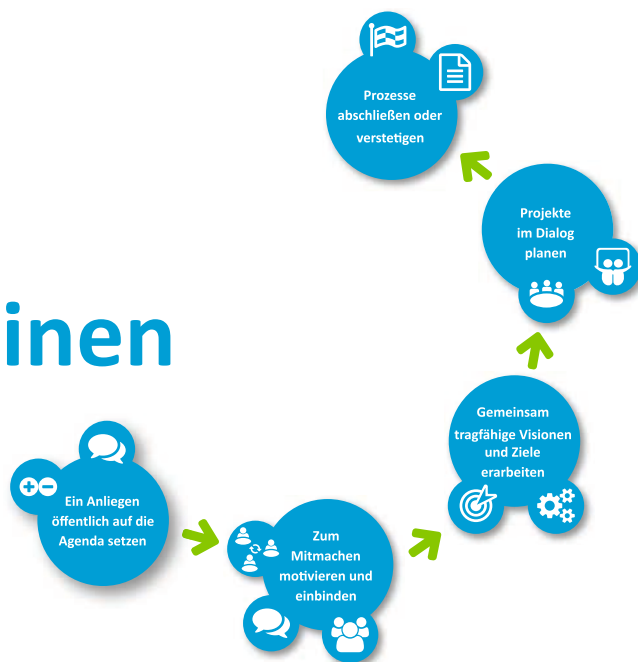 Prozesse
abschließen oder
verstetigen
Projekte
im Dialog
planen
inen
Gemeinsam
tragfähige Visionen
und Ziele
erarbeiten
Ein Anliegen
öffentlich auf die
Agenda setzen
Zum
Mitmachen
motivieren und
einbinden